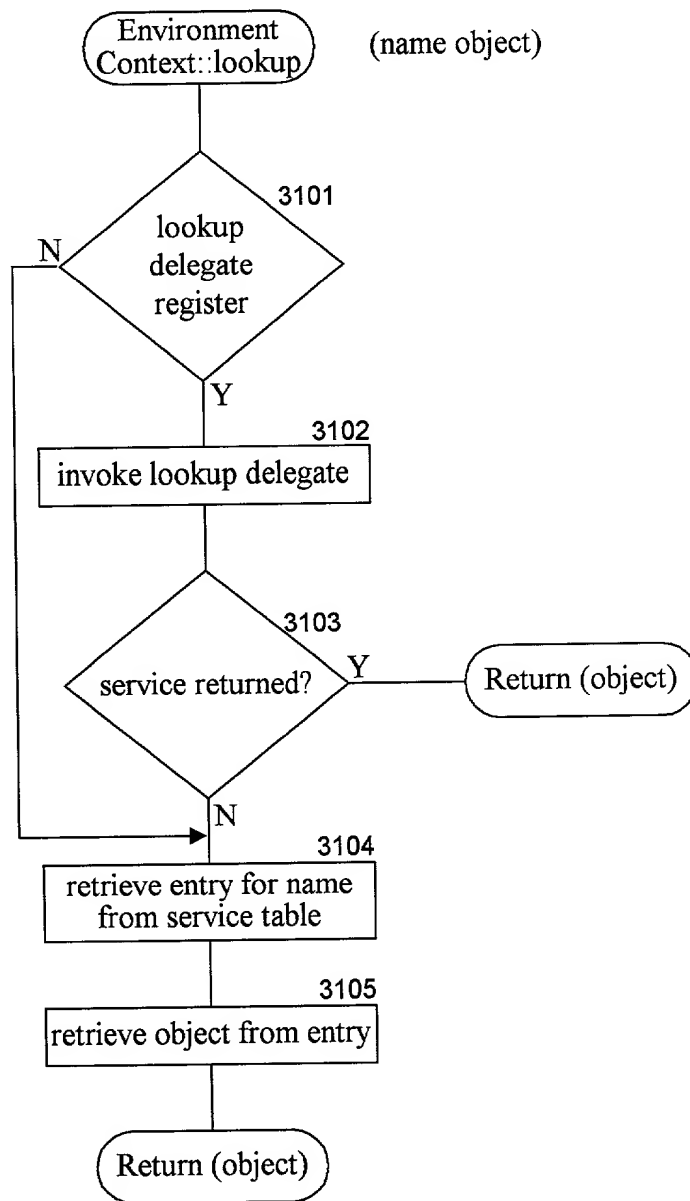 Environment
Context::lookup
(name object)
3101
lookup
delegate
register
N
Y
3102
invoke lookup delegate
3103
service returned?
Y
Return (object)
N
3104
retrieve entry for name
from service table
3105
retrieve object from entry
Return (object)